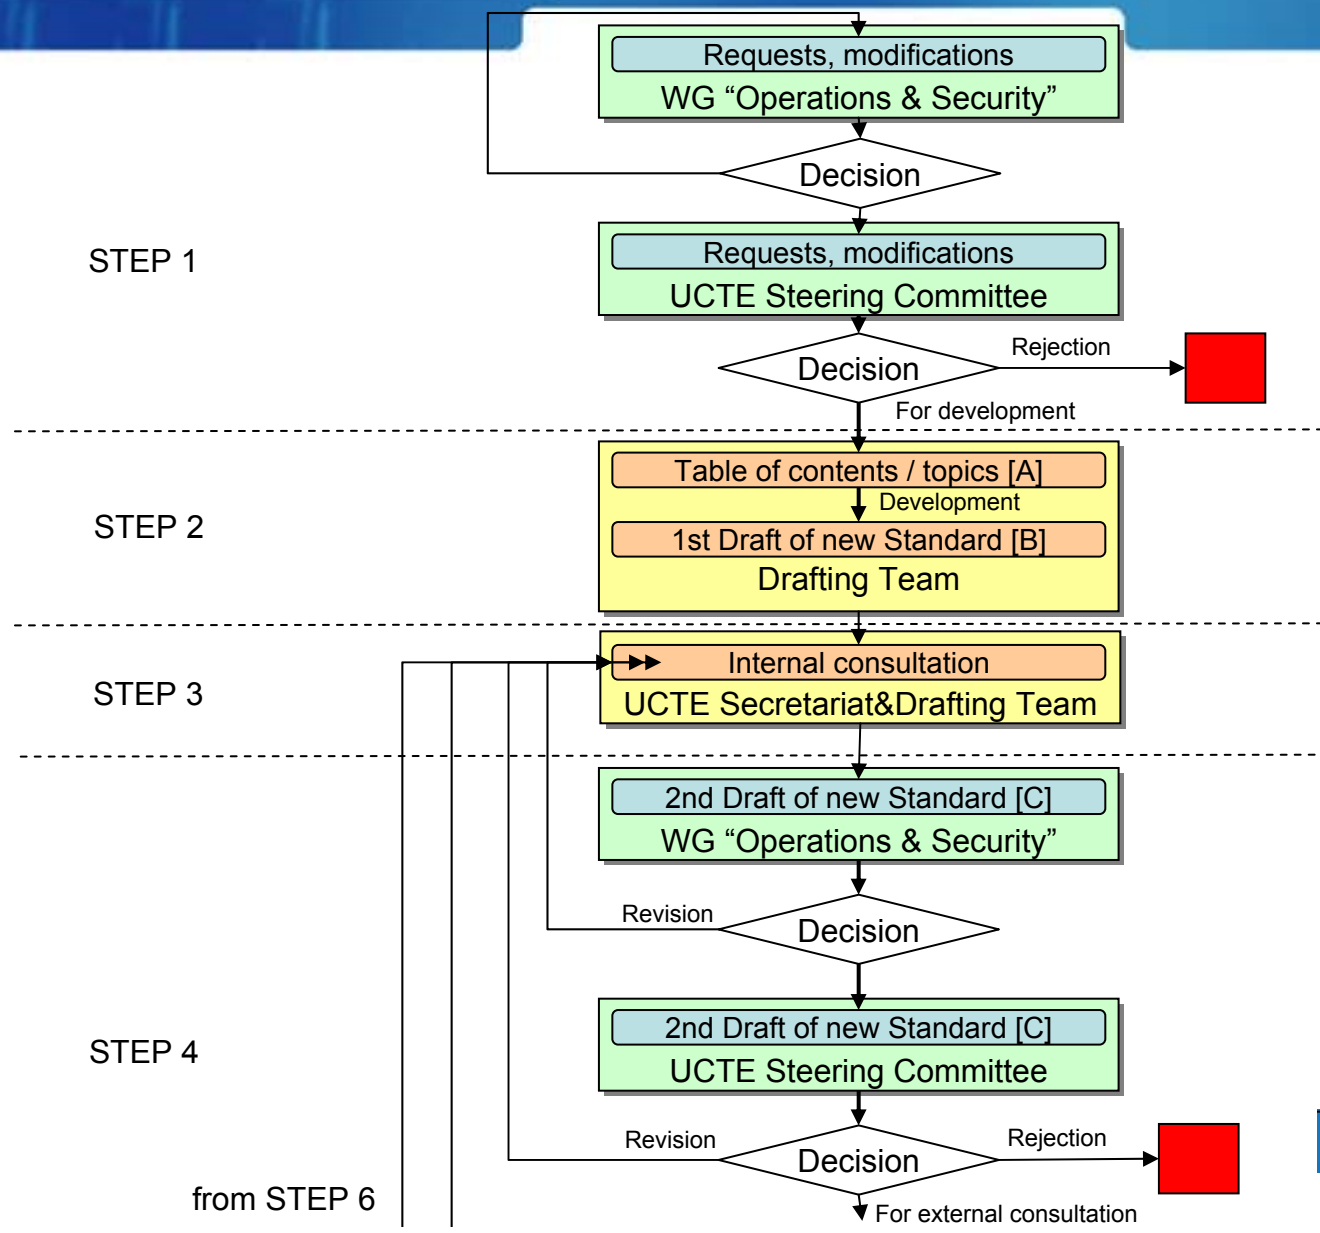 Requests, modifications
WG “Operations & Security”
Decision
STEP 1
Requests, modifications
UCTE Steering Committee
Decision
Rejection
For development
STEP 2
Table of contents / topics [A]
Development
1st Draft of new Standard [B]
Drafting Team
STEP 3
Internal consultation
UCTE Secretariat&Drafting Team
2nd Draft of new Standard [C]
WG “Operations & Security”
Revision
Decision
STEP 4
2nd Draft of new Standard [C]
UCTE Steering Committee
Revision
Decision
Rejection
from STEP 6
For external consultation